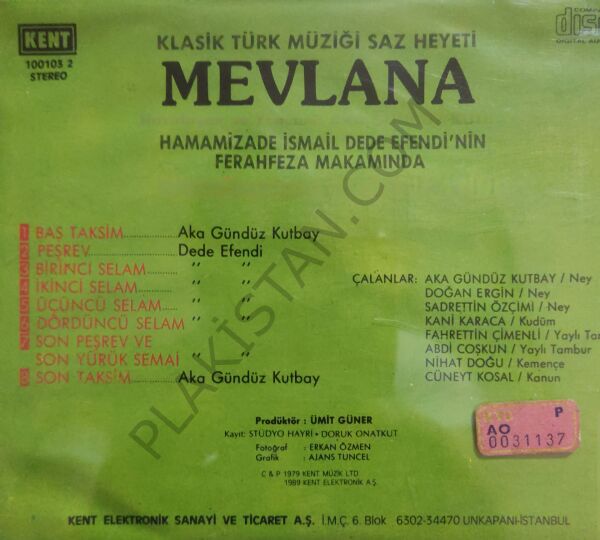 KENT
100103 2
STEREO
KLASİK TÜRK MÜZİĞİ SAZ HEYETİ
MEVLANA
HAMAMİZADE İSMAİL DEDE EFENDİ'NİN
FERAHFEZA MAKAMINDA
1 BAŞ TAKSİM.............. Aka Gündüz Kutbay
2 PEŞREV..................... Dede Efendi
3 BİRİNCİ SELAM......... " "
4 İKİNCİ SELAM............ " "
5 ÜÇÜNCÜ SELAM...... " "
6 DÖRDÜNCÜ SELAM " "
7 SON PEŞREV VE
SON YÜRÜK SEMAİ " "
8 SON TAKSİM............ Aka Gündüz Kutbay
ÇALANLAR: AKA GÜNDÜZ KUTBAY / Ney
DOĞAN ERGİN / Ney
SADRETTİN ÖZÇİMİ / Ney
KANİ KARACA / Kudüm
FAHRETTİN ÇİMENLİ / Yaylı
ABDİ COŞKUN / Yaylı Tambur
NİHAT DOĞU / Kemençe
CÜNEYT KOSAL / Kanun
P
AO
0031137
Prodüktör : ÜMİT GÜNER
Kayıt: STÜDYO HAYRİ • DORUK ONATKUT
Fotoğraf : ERKAN ÖZMEN
Grafik : AJANS TUNCEL
C & P 1979 KENT MÜZİK LTD
1989 KENT ELEKTRONİK A.Ş.
KENT ELEKTRONİK SANAYİ VE TİCARET A.Ş. İ.M.Ç. 6. Blok 6302-34470 UNKAPANI-İSTANBUL
PLAKİSTAN.COM